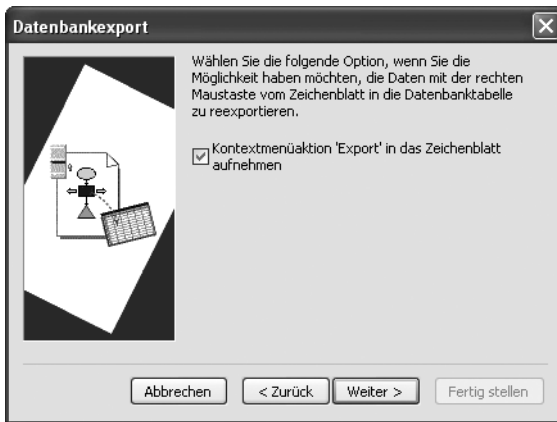 Datenbankexport
Wählen Sie die folgende Option, wenn Sie die
Möglichkeit haben möchten, die Daten mit der rechten
Maustaste vom Zeichenblatt in die Datenbanktabelle
zu reexportieren.
Kontextmenüaktion 'Export' in das Zeichenblatt
aufnehmen
Abbrechen
< Zurück
Weiter >
Fertig stellen